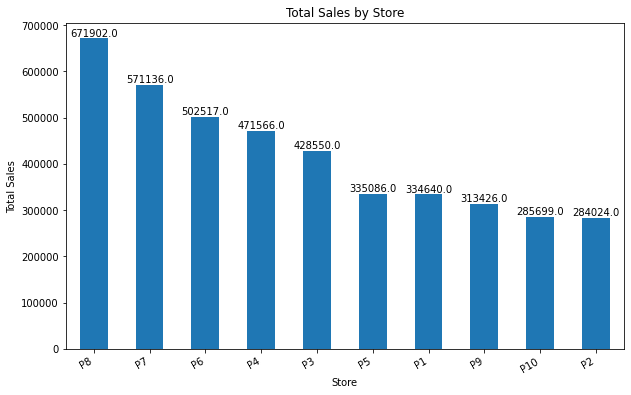 Total Sales by Store
Total Sales
700000
600000
500000
400000
300000
200000
100000
0
671902.0
571136.0
502517.0
471566.0
428550.0
335086.0
334640.0
313426.0
285699.0
284024.0
P8
P7
P6
P4
P3
P5
P1
P9
P10
P2
Store